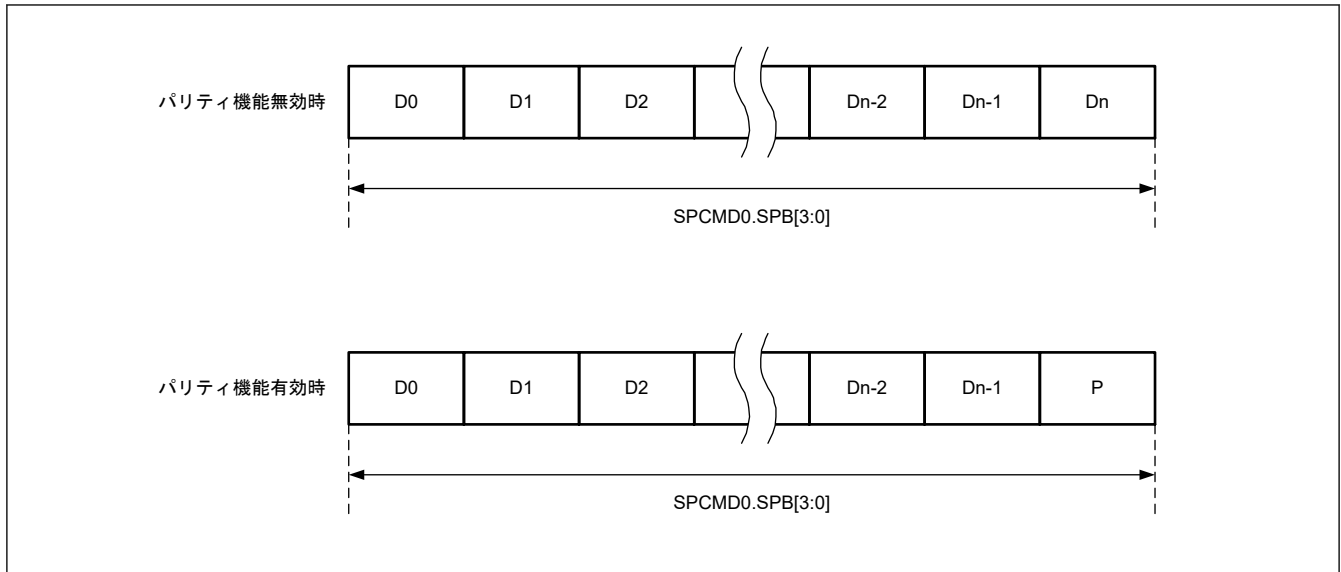 パリティ機能無効時 D0 D1 D2 Dn-2 Dn-1 Dn
SPCMD0.SPB[3:0]
パリティ機能有効時 D0 D1 D2 Dn-2 Dn-1 P
SPCMD0.SPB[3:0]